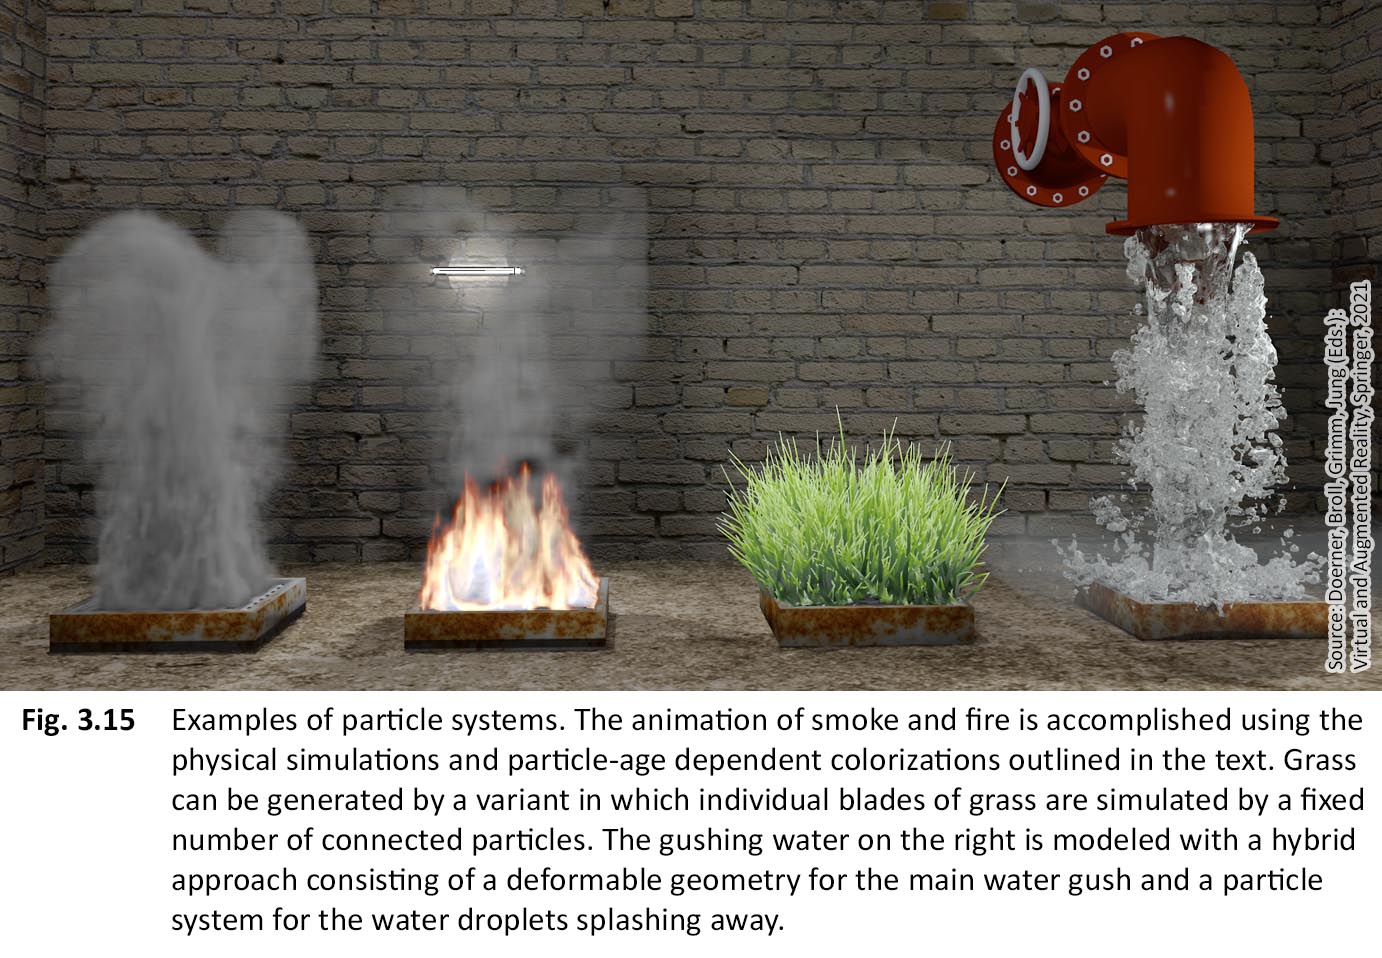 Source: Doerner, Broll, Grimm, Jung (Eds.):
Virtual and Augmented Reality, Springer, 2021
Fig. 3.15 Examples of particle systems. The animation of smoke and fire is accomplished using the
physical simulations and particle-age dependent colorizations outlined in the text. Grass
can be generated by a variant in which individual blades of grass are simulated by a fixed
number of connected particles. The gushing water on the right is modeled with a hybrid
approach consisting of a deformable geometry for the main water gush and a particle
system for the water droplets splashing away.